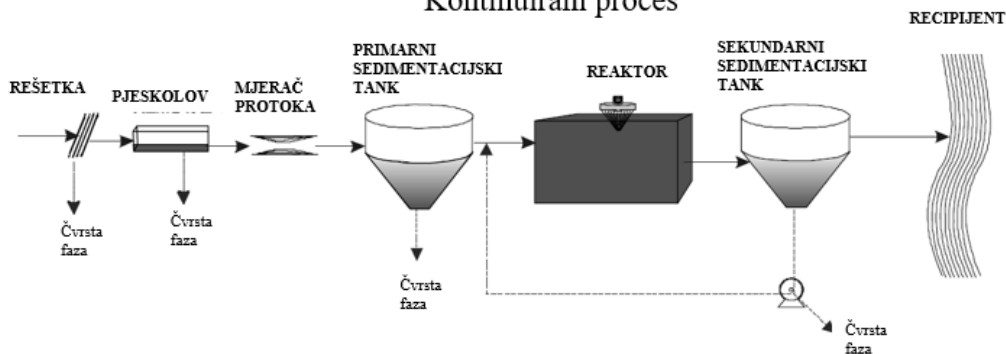 Kontinuirani proces
RECIPIJENT
PRIMARNI
SEDIMENTACIJSKI
TANK
SEKUNDARNI
SEDIMENTACIJSKI
TANK
REAKTOR
REŠETKA
PJESKOLOV
MJERAČ
PROTOKA
Čvrsta
faza
Čvrsta
faza
Čvrsta
faza
Čvrsta
faza